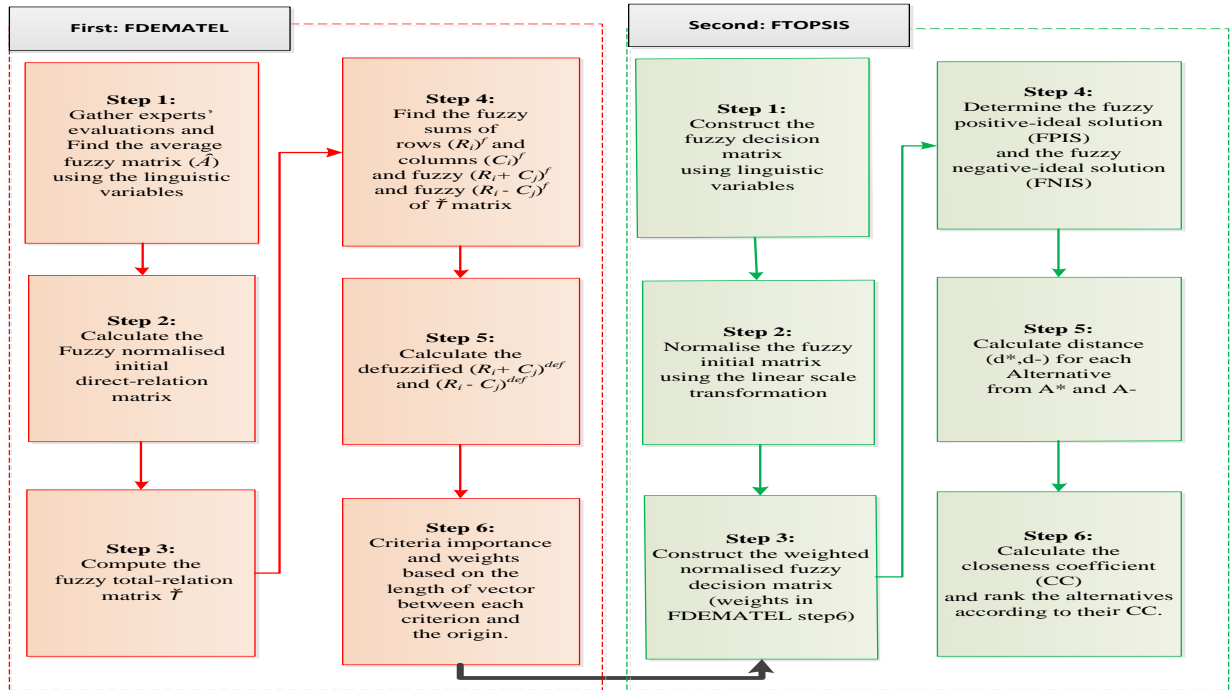 First: FDEMATEL
Step 1:
Gather experts’
evaluations and
Find the average
fuzzy matrix (Â)
using the linguistic
variables
Step 2:
Calculate the
Fuzzy normalised
initial
direct-relation
matrix
Step 3:
Compute the
fuzzy total-relation
matrix T̆
Step 4:
Find the fuzzy
sums of
rows (Rᵢ)ᶠ and
columns (Cᵢ)ᶠ
and fuzzy (Rᵢ+ Cⱼ)ᶠ
and fuzzy (Rᵢ - Cⱼ)ᶠ
of T̆ matrix
Step 5:
Calculate the
defuzzified (Rᵢ+ Cⱼ)ᵈᵉᶠ
and (Rᵢ - Cⱼ)ᵈᵉᶠ
Step 6:
Criteria importance
and weights
based on the
length of vector
between each
criterion and
the origin.
Second: FTOPSIS
Step 1:
Construct the
fuzzy decision
matrix
using linguistic
variables
Step 2:
Normalise the fuzzy
initial matrix
using the linear scale
transformation
Step 3:
Construct the weighted
normalised fuzzy
decision matrix
(weights in
FDEMATEL step6)
Step 4:
Determine the fuzzy
positive-ideal solution
(FPIS)
and the fuzzy
negative-ideal solution
(FNIS)
Step 5:
Calculate distance
(d*,d-) for each
Alternative
from A* and A-
Step 6:
Calculate the
closeness coefficient
(CC)
and rank the alternatives
according to their CC.